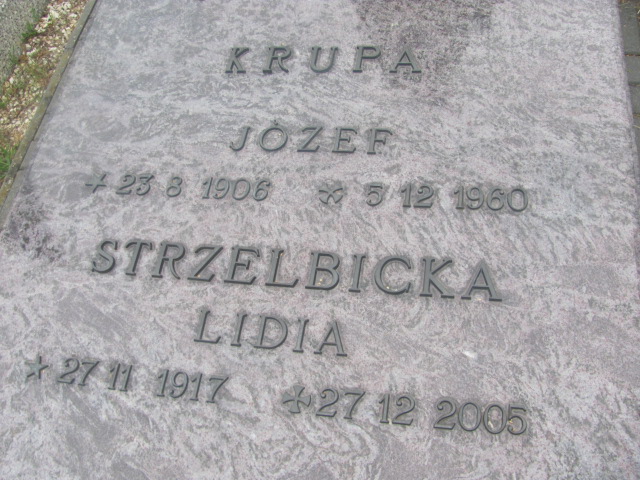 KRUPA
JÓZEF
23 8 1906 5 12 1960
STRZELBICKA
LIDIA
27 11 1917 27 12 2005